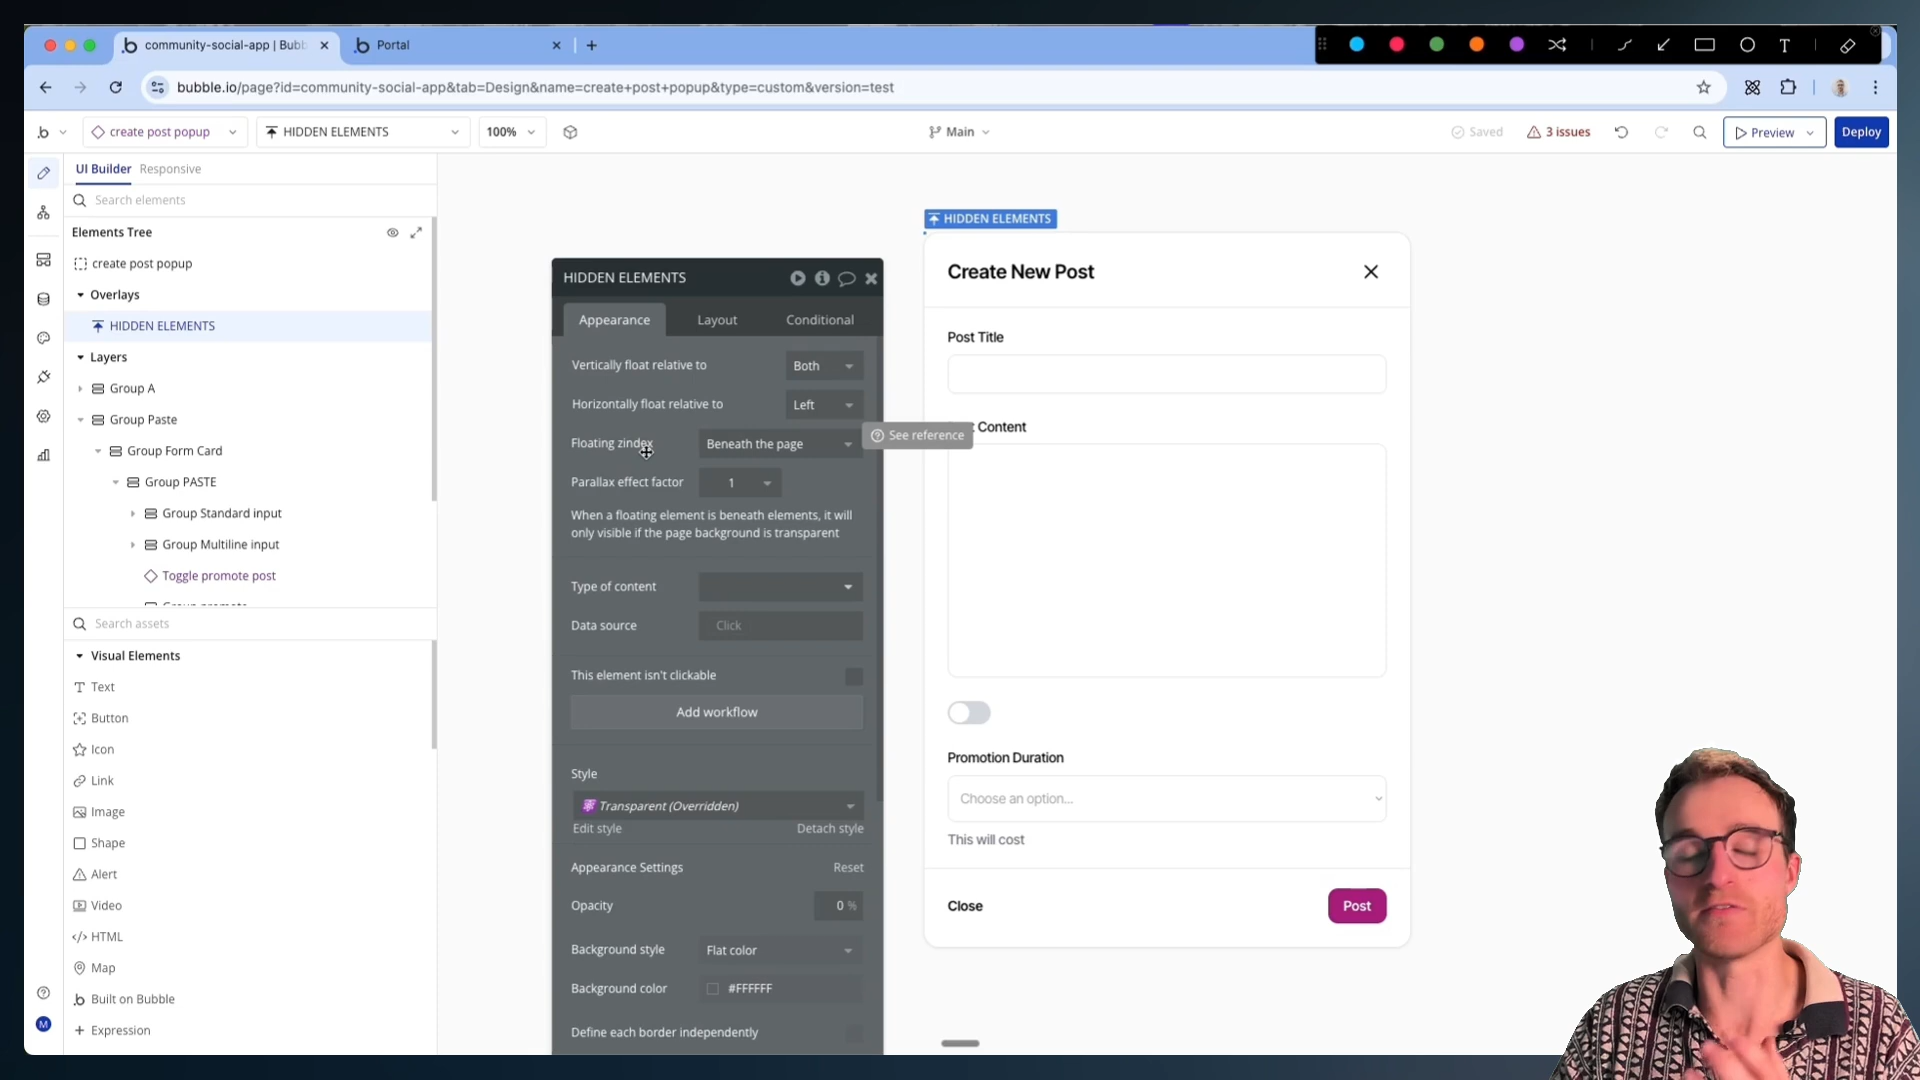 community-social-app | Bubb
Portal
T
bubble.io/page?id=community-social-app&tab=Design&name=create+post+popup&type=custom&version=test
create post popup
HIDDEN ELEMENTS
100%
Main
Saved
3 issues
Preview
Deploy
UI Builder
Responsive
Search elements
Elements Tree
create post popup
Overlays
HIDDEN ELEMENTS
Layers
Group A
Group Paste
Group Form Card
Group PASTE
Group Standard input
Group Multiline input
Toggle promote post
Search assets
Visual Elements
Text
Button
Icon
Link
Image
Shape
Alert
Video
HTML
Map
Built on Bubble
Expression
M
HIDDEN ELEMENTS
Appearance
Layout
Conditional
Vertically float relative to
Both
Horizontally float relative to
Left
Floating zindex
Beneath the page
See reference
Parallax effect factor
1
When a floating element is beneath elements, it will
only visible if the page background is transparent
Type of content
Data source
Click
This element isn't clickable
Add workflow
Style
Transparent (Overridden)
Edit style
Detach style
Appearance Settings
Reset
Opacity
0 %
Background style
Flat color
Background color
#FFFFFF
Define each border independently
HIDDEN ELEMENTS
Create New Post
Post Title
Content
Promotion Duration
Choose an option...
This will cost
Close
Post